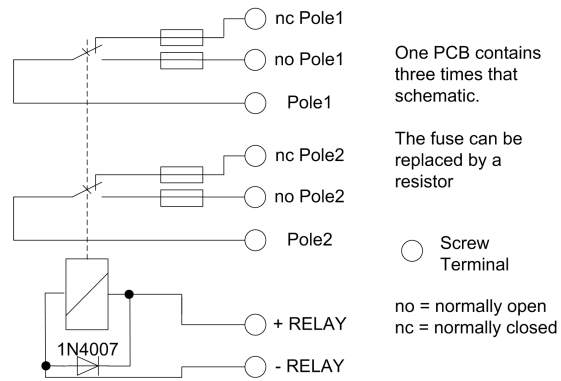 nc Pole1
no Pole1
Pole1
nc Pole2
no Pole2
Pole2
+ RELAY
- RELAY
1N4007
One PCB contains
three times that
schematic.
The fuse can be
replaced by a
resistor
Screw
Terminal
no = normally open
nc = normally closed